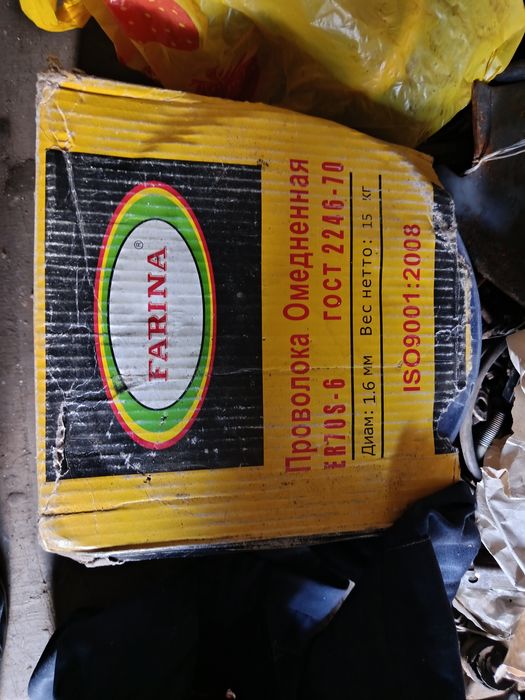 FARINA®
Проволока Омедненная
ER70S-6 ГОСТ 2246-70
Диам: 1.6 мм Вес нетто: 15 кг
ISO9001:2008